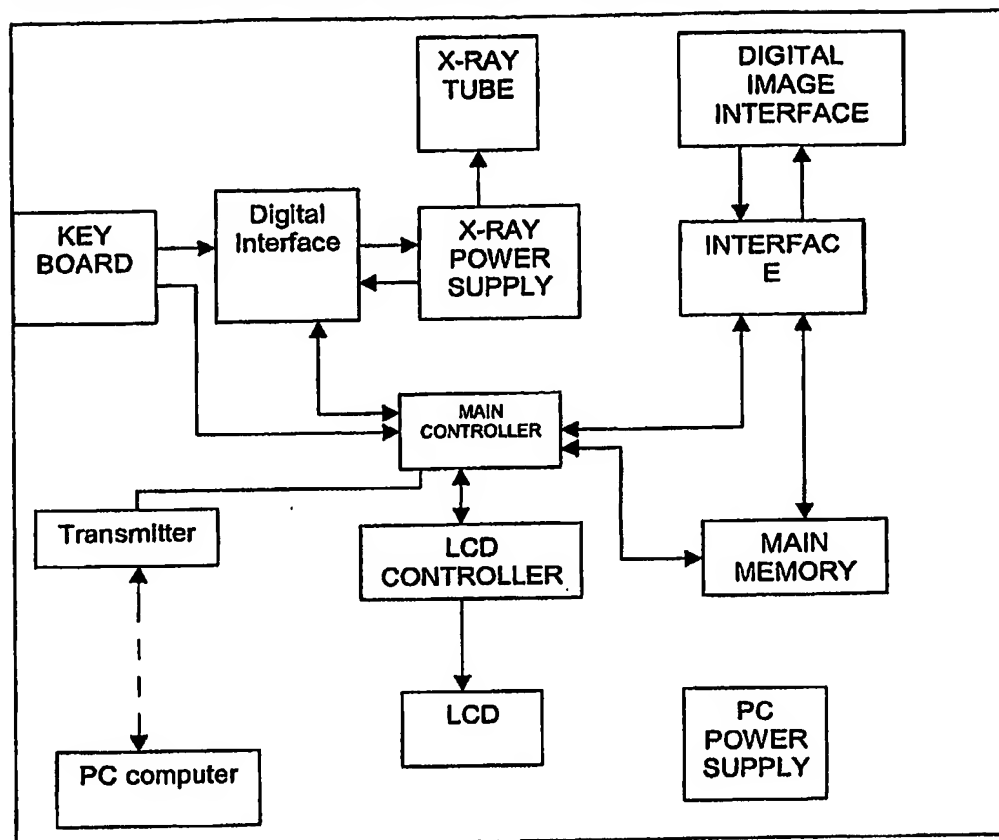 X-RAY
TUBE
DIGITAL
IMAGE
INTERFACE
KEY
BOARD
Digital
Interface
X-RAY
POWER
SUPPLY
INTERFAC
E
MAIN
CONTROLLER
Transmitter
LCD
CONTROLLER
MAIN
MEMORY
LCD
PC
POWER
SUPPLY
PC computer